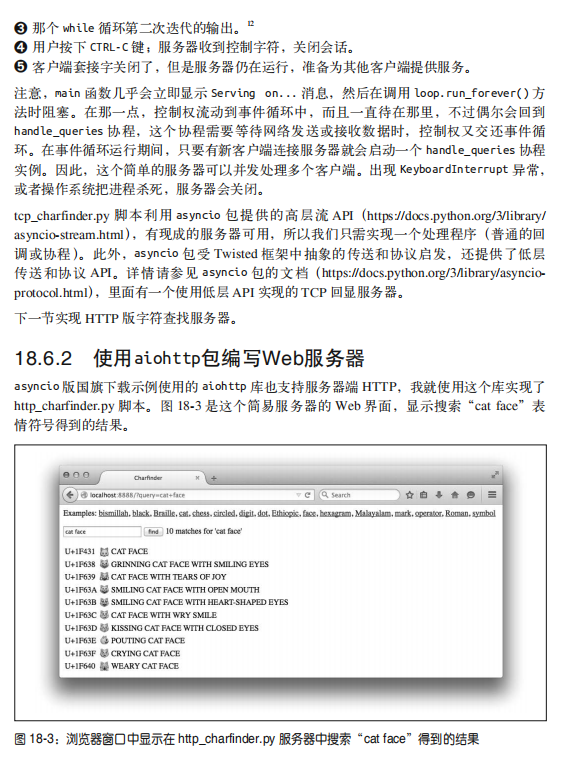 ❸ 那个 while 循环第二次迭代的输出。12
❹ 用户按下 CTRL-C 键；服务器收到控制字符，关闭会话。
❺ 客户端套接字关闭了，但是服务器仍在运行，准备为其他客户端提供服务。
注意，main 函数几乎会立即显示 Serving on... 消息，然后在调用 loop.run_forever() 方
法时阻塞。在那一点，控制权流动到事件循环中，而且一直待在那里，不过偶尔会回到
handle_queries 协程，这个协程需要等待网络发送或接收数据时，控制权又交还事件循
环。在事件循环运行期间，只要有新客户端连接服务器就会启动一个 handle_queries 协程
实例。因此，这个简单的服务器可以并发处理多个客户端。出现 KeyboardInterrupt 异常，
或者操作系统把进程杀死，服务器会关闭。
tcp_charfinder.py 脚本利用 asyncio 包提供的高层流 API（https://docs.python.org/3/library/
asyncio-stream.html），有现成的服务器可用，所以我们只需实现一个处理程序（普通的回
调或协程）。此外，asyncio 包受 Twisted 框架中抽象的传送和协议启发，还提供了低层
传送和协议 API。详情请参见 asyncio 包的文档（https://docs.python.org/3/library/asyncio-
protocol.html），里面有一个使用低层 API 实现的 TCP 回显服务器。
下一节实现 HTTP 版字符查找服务器。
18.6.2 使用aiohttp包编写Web服务器
asyncio 版国旗下载示例使用的 aiohttp 库也支持服务器端 HTTP，我就使用这个库实现了
http_charfinder.py 脚本。图 18-3 是这个简易服务器的 Web 界面，显示搜索“cat face”表
情符号得到的结果。
Charfinder
localhost:8888/?query=cat+face
Search
Examples: bismillah, black, Braille, cat, chess, circled, digit, dot, Ethiopic, face, hexagram, Malayalam, mark, operator, Roman, symbol
cat face find 10 matches for 'cat face'
U+1F431 🐱 CAT FACE
U+1F638 😸 GRINNING CAT FACE WITH SMILING EYES
U+1F639 😹 CAT FACE WITH TEARS OF JOY
U+1F63A 😺 SMILING CAT FACE WITH OPEN MOUTH
U+1F63B 😻 SMILING CAT FACE WITH HEART-SHAPED EYES
U+1F63C 😼 CAT FACE WITH WRY SMILE
U+1F63D 😽 KISSING CAT FACE WITH CLOSED EYES
U+1F63E 😾 POUTING CAT FACE
U+1F63F 😿 CRYING CAT FACE
U+1F640 🙀 WEARY CAT FACE
图 18-3：浏览器窗口中显示在 http_charfinder.py 服务器中搜索“cat face”得到的结果